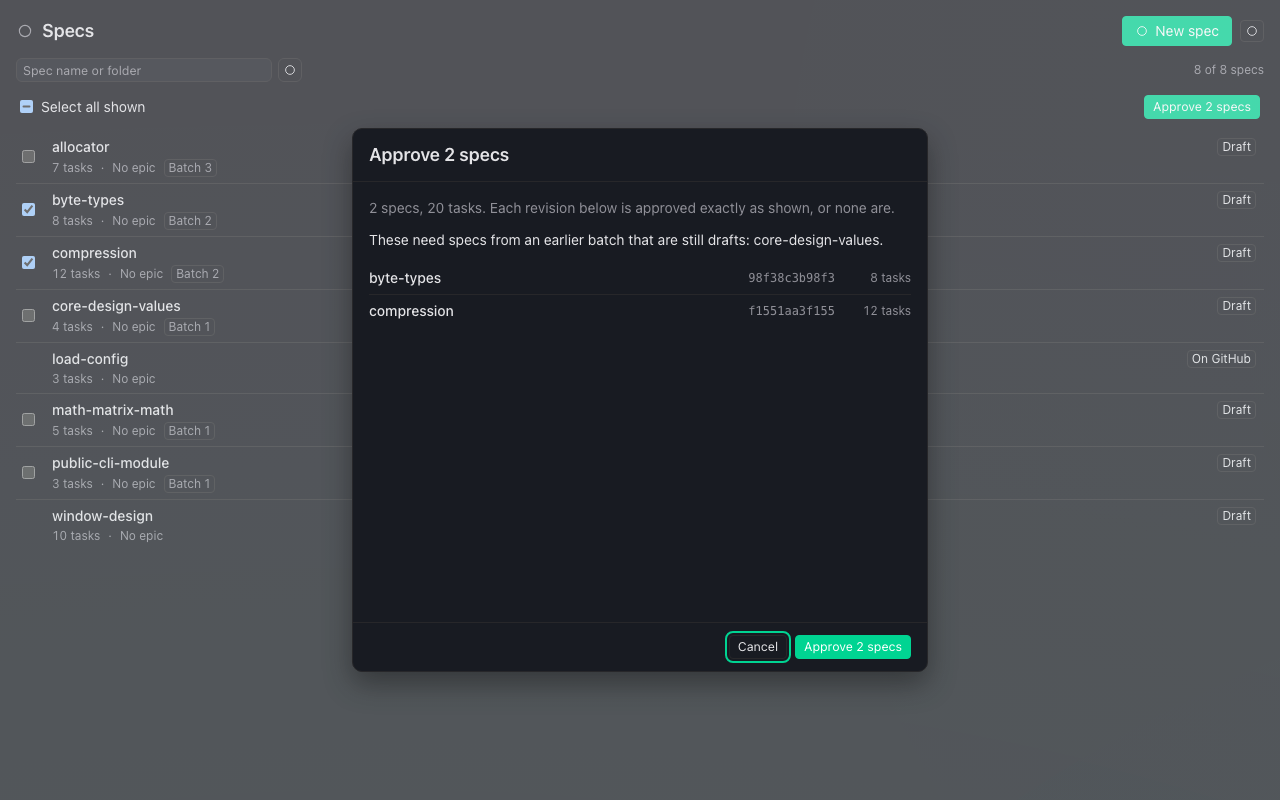 Specs
New spec
Spec name or folder
8 of 8 specs
Select all shown
Approve 2 specs
allocator
7 tasks · No epic Batch 3
Draft
byte-types
8 tasks · No epic Batch 2
Draft
compression
12 tasks · No epic Batch 2
Draft
core-design-values
4 tasks · No epic Batch 1
Draft
load-config
3 tasks · No epic
On GitHub
math-matrix-math
5 tasks · No epic Batch 1
Draft
public-cli-module
3 tasks · No epic Batch 1
Draft
window-design
10 tasks · No epic
Draft
Approve 2 specs
2 specs, 20 tasks. Each revision below is approved exactly as shown, or none are.
These need specs from an earlier batch that are still drafts: core-design-values.
byte-types 98f38c3b98f3 8 tasks
compression f1551aa3f155 12 tasks
Cancel Approve 2 specs